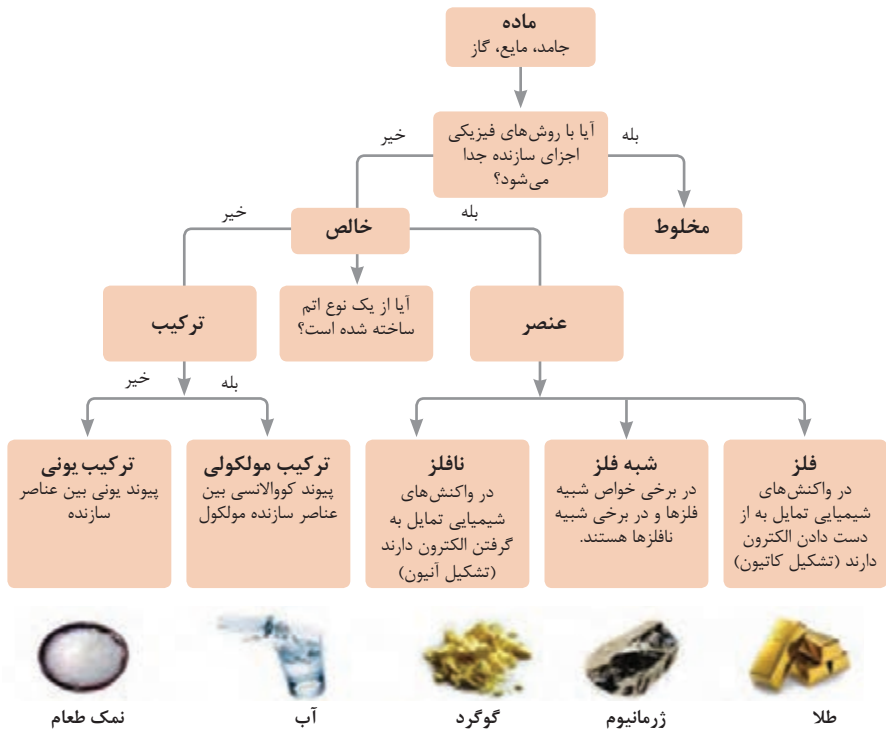 ماده
جامد، مایع، گاز
آیا با روش‌های فیزیکی
اجزای سازنده جدا
می‌شود؟
بله
خیر
مخلوط
خالص
بله
خیر
عنصر
آیا از یک نوع اتم
ساخته شده است؟
ترکیب
بله
خیر
فلز
در واکنش‌های
شیمیایی تمایل به از
دست دادن الکترون
دارند (تشکیل کاتیون)
شبه فلز
در برخی خواص شبیه
فلزها و در برخی شبیه
نافلزها هستند.
نافلز
در واکنش‌های
شیمیایی تمایل به
گرفتن الکترون دارند
(تشکیل آنیون)
ترکیب مولکولی
پیوند کووالانسی بین
عناصر سازنده مولکول
ترکیب یونی
پیوند یونی بین عناصر
سازنده
طلا
ژرمانیوم
گوگرد
آب
نمک طعام